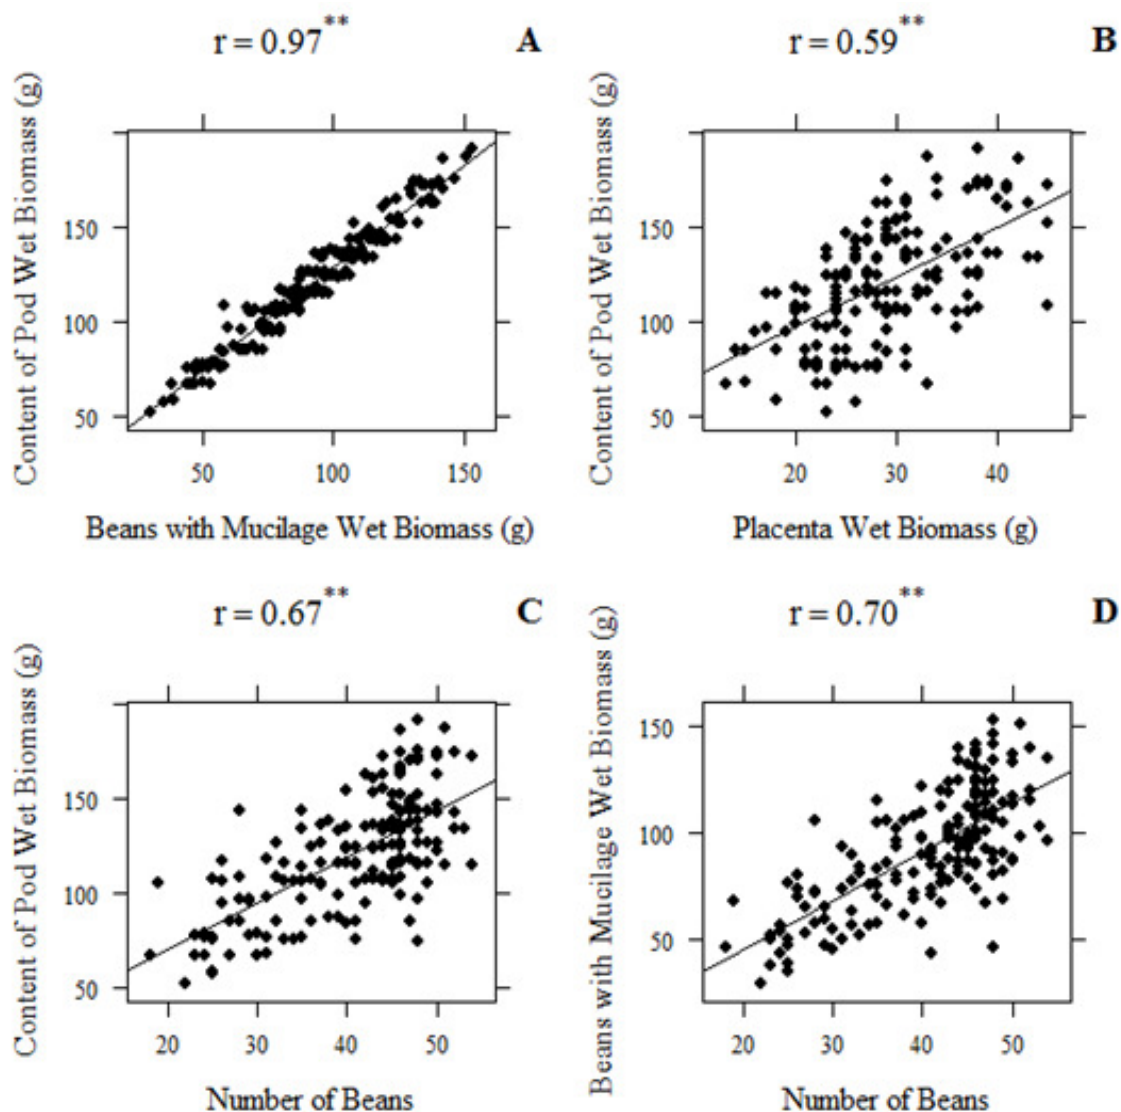 r = 0.97** A
Content of Pod Wet Biomass (g)
150
100
50
50 100 150
Beans with Mucilage Wet Biomass (g)
r = 0.59** B
Content of Pod Wet Biomass (g)
150
100
50
20 30 40
Placenta Wet Biomass (g)
r = 0.67** C
Content of Pod Wet Biomass (g)
150
100
50
20 30 40 50
Number of Beans
r = 0.70** D
Beans with Mucilage Wet Biomass (g)
150
100
50
20 30 40 50
Number of Beans